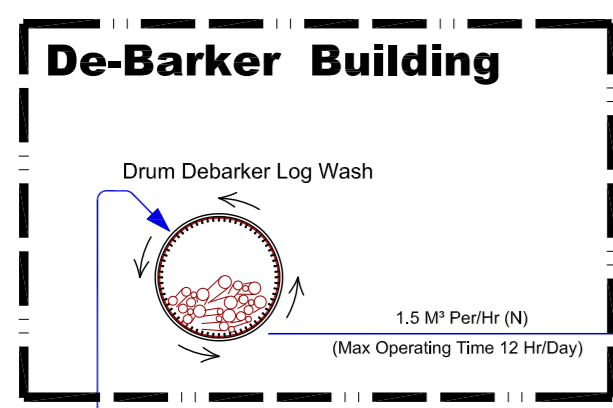 De-Barker Building
Drum Debarker Log Wash
1.5 M³ Per/Hr (N)
(Max Operating Time 12 Hr/Day)